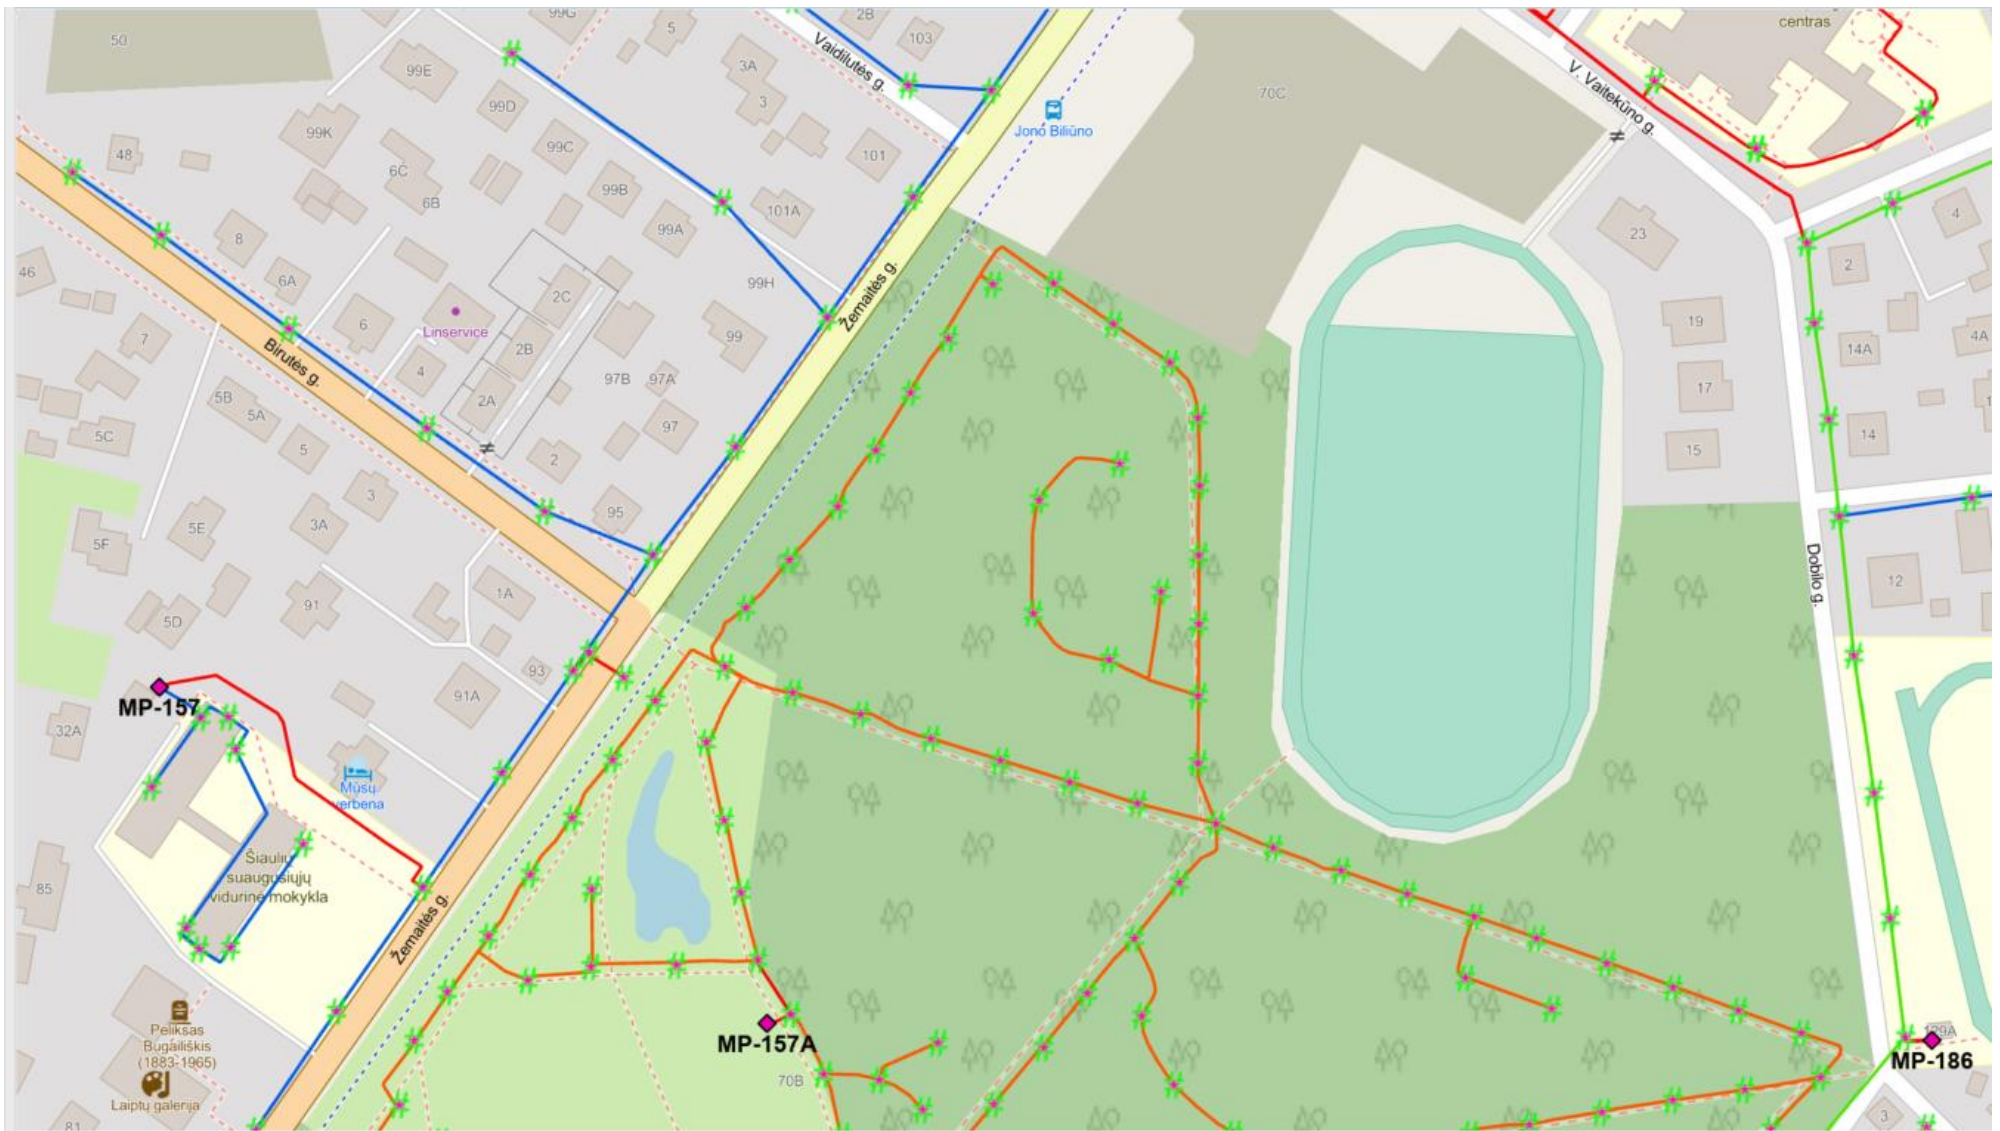 50
99G
5
2B
103
centras
Vaidilutės g.
99E
3A
3
70C
V. Vaitekūno g.
99D
Jono Biliūno
99K
99C
101
48
6C
6B
99B
101A
99A
4
23
8
46
6A
99H
2
2C
Žemaitės g.
Linservice
6
99
19
7
2B
14A
4A
Birutės g.
4
97B
97A
17
5B
5A
2A
97
5C
5
2
15
14
3
95
5E
3A
5F
Dobilo g.
12
1A
91
5D
93
91A
MP-157
32A
Mūsų
verbena
Šiaulių
suaugusiųjų
vidurinė mokykla
85
Žemaitės g.
Peliksas
Bugailiškis
(1883-1965)
Laiptų galerija
81
MP-157A
70B
129A
MP-186
3